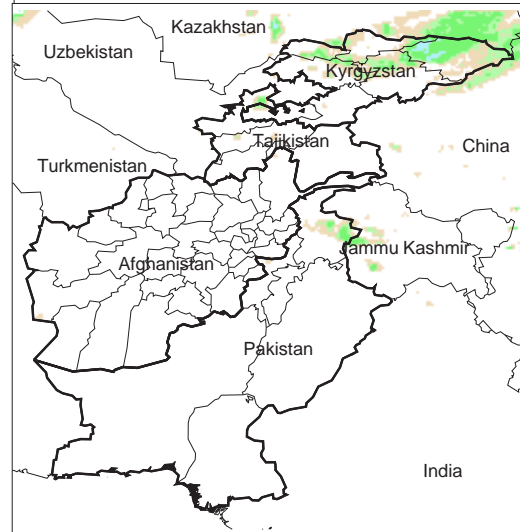 Kazakhstan
Uzbekistan
Kyrgyzstan
Tajikistan
China
Turkmenistan
Jammu Kashmir
Afghanistan
Pakistan
India